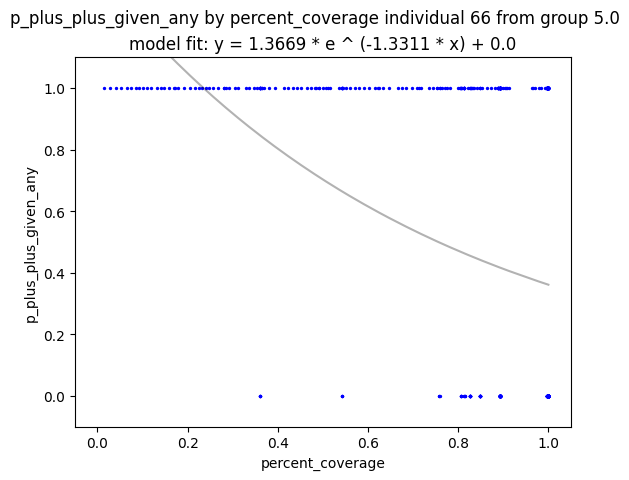 p_plus_plus_given_any by percent_coverage individual 66 from group 5.0
model fit: y = 1.3669 * e ^ (-1.3311 * x) + 0.0
1.0
0.8
0.6
0.4
0.2
0.0
p_plus_plus_given_any
0.0 0.2 0.4 0.6 0.8 1.0
percent_coverage